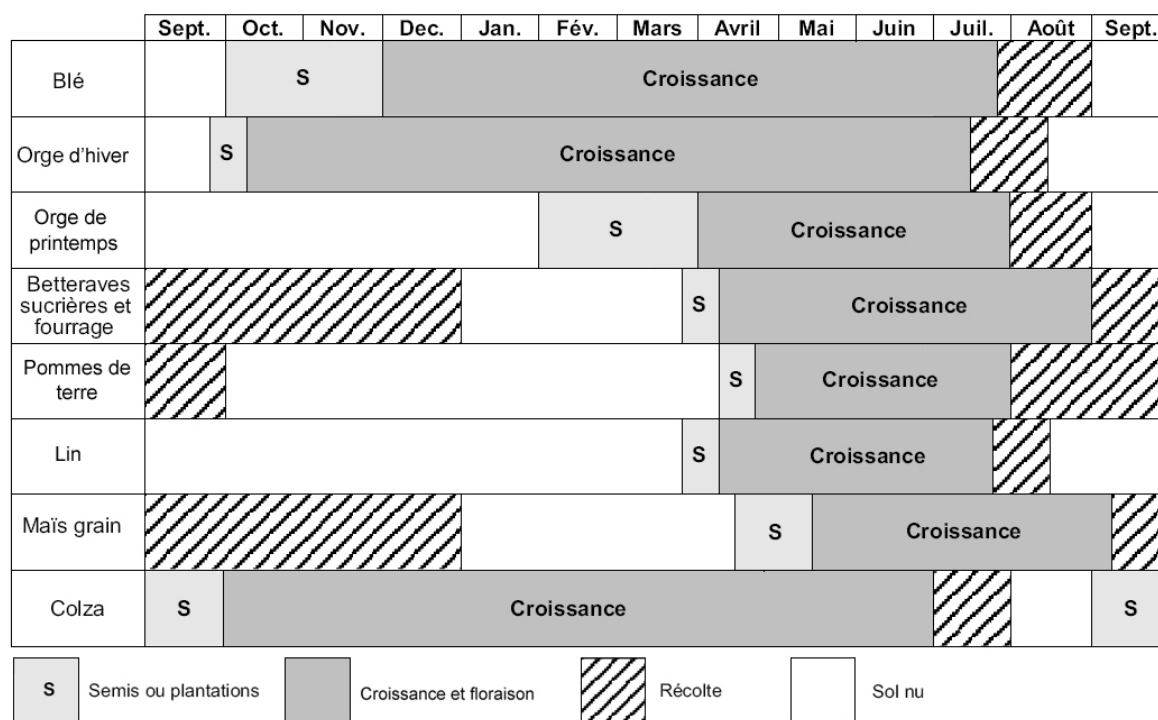 Sept. Oct. Nov. Dec. Jan. Fév. Mars Avril Mai Juin Juil. Août Sept.
Blé S Croissance
Orge d'hiver S Croissance
Orge de
printemps S Croissance
Betteraves
sucrières et
fourrage S Croissance
Pommes de
terre S Croissance
Lin S Croissance
Maïs grain S Croissance
Colza S Croissance S
S Semis ou plantations Croissance et floraison Récolte Sol nu